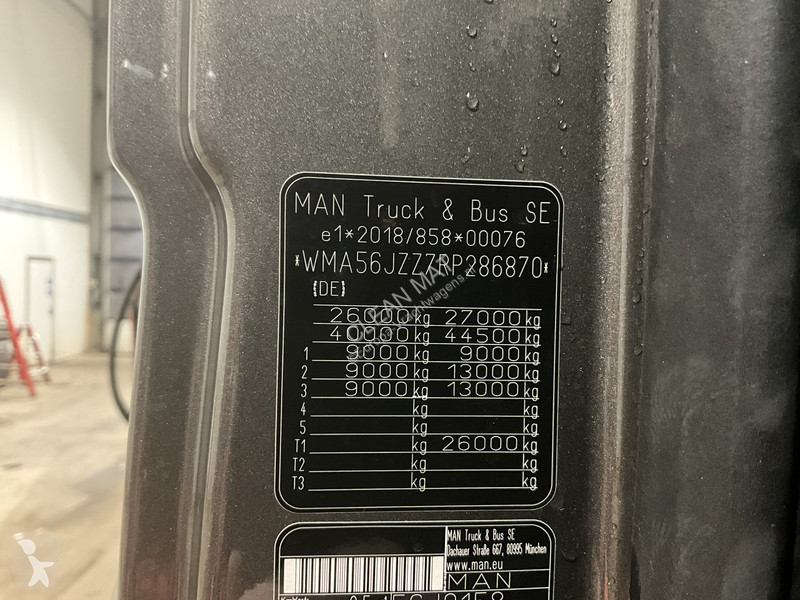 MAN Truck & Bus SE
e1*2018/858*00076
*WMA56JZZ7RP286870*
{DE}
26000 kg 27000 kg
40000 kg 44500 kg
1 9000 kg 9000 kg
2 9000 kg 13000 kg
3 9000 kg 13000 kg
4 kg kg
5 kg kg
T1 26000 kg
T2 kg kg
T3 kg kg
CLEAN MAT
MAN Truck & Bus SE
Dachauer Straße 667, 80995 München
www.man.eu
MAN